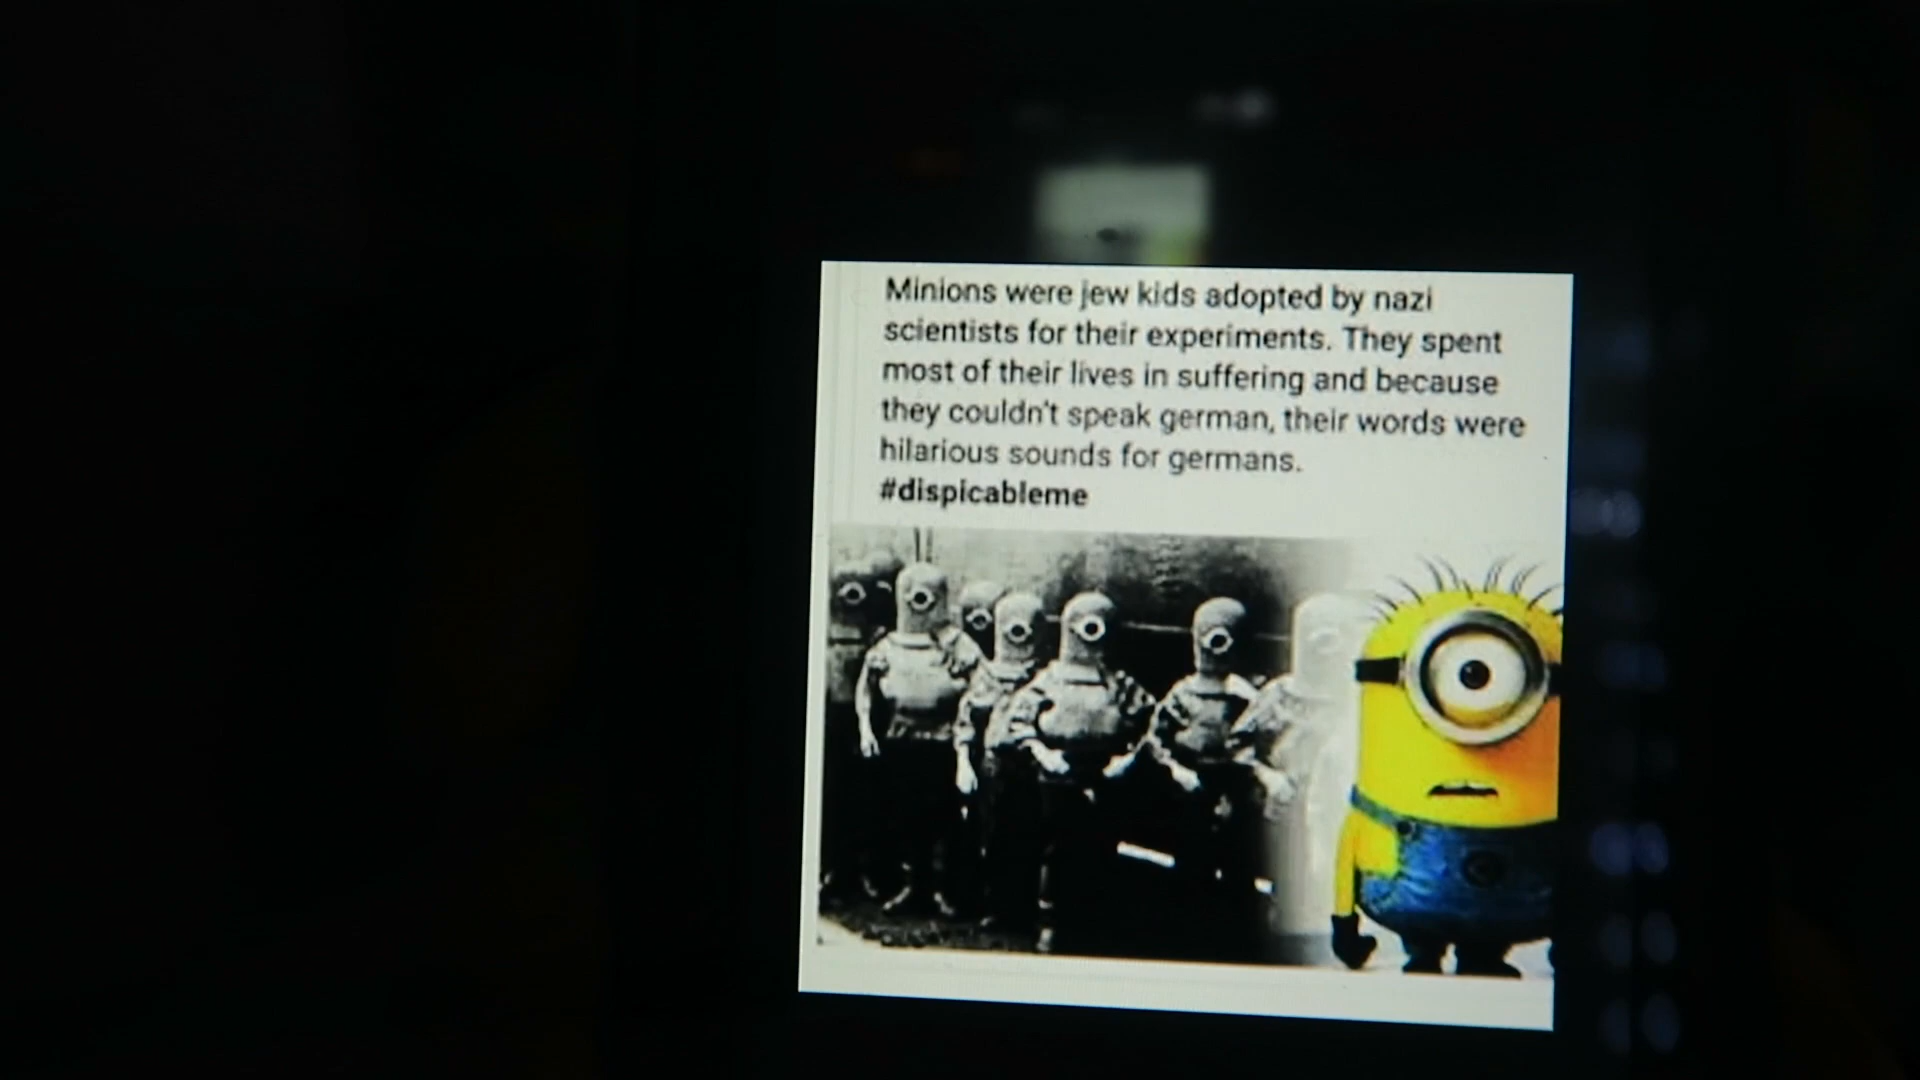 Minions were jew kids adopted by nazi
scientists for their experiments. They spent
most of their lives in suffering and because
they couldn't speak german, their words were
hilarious sounds for germans.
#dispicableme